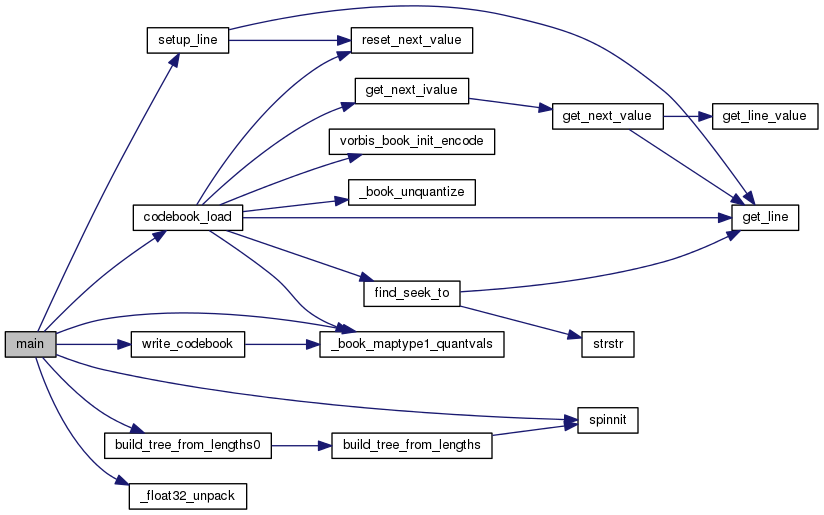 setup_line
reset_next_value
get_next_ivalue
get_next_value
get_line_value
vorbis_book_init_encode
_book_unquantize
codebook_load
get_line
find_seek_to
main
write_codebook
_book_maptype1_quantvals
strstr
spinnit
build_tree_from_lengths0
build_tree_from_lengths
_float32_unpack